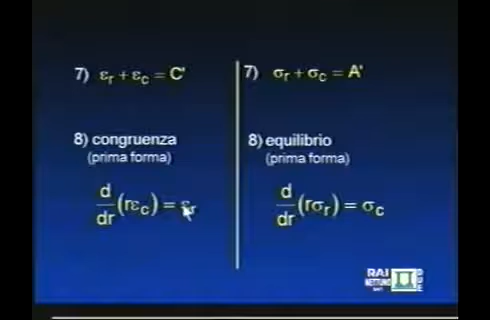 7) εr + εc = C'
8) congruenza
(prima forma)
d/dr (rεc) = εr
7) σr + σc = A'
8) equilibrio
(prima forma)
d/dr (rσr) = σc
RAI
DUE